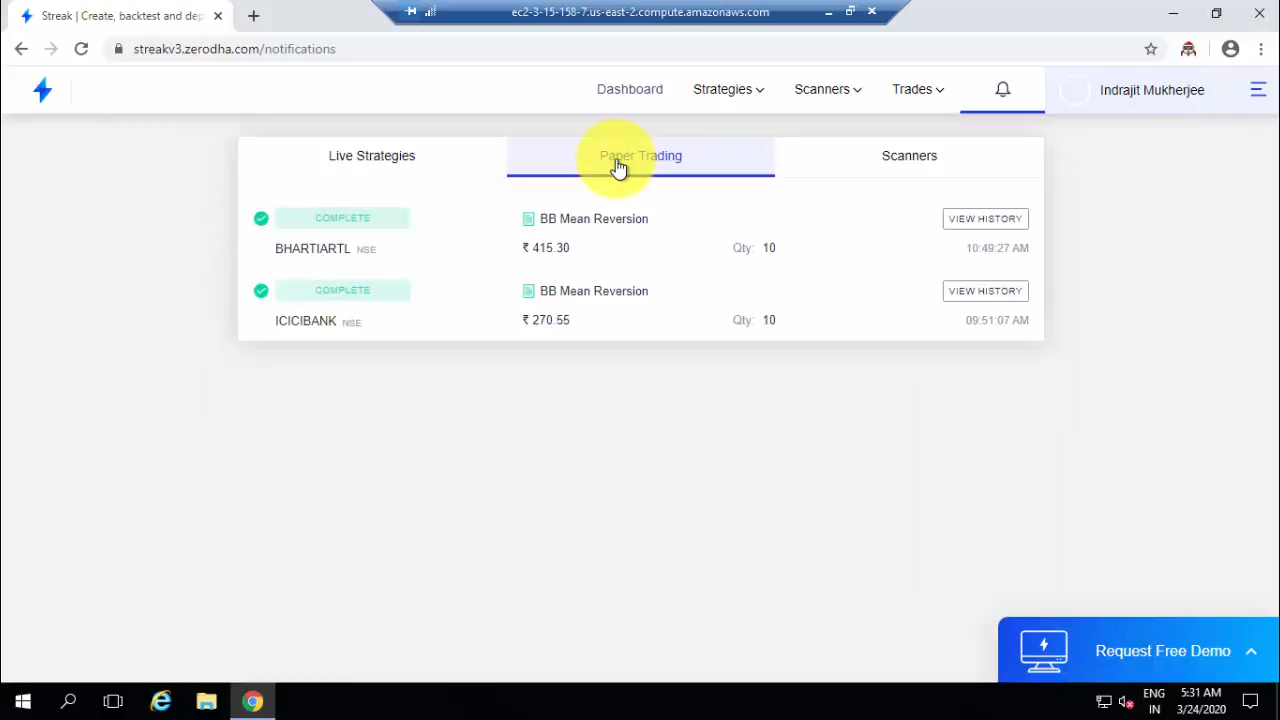 Streak | Create, backtest and dep
ec2-3-15-158-7.us-east-2.compute.amazonaws.com
streakv3.zerodha.com/notifications
Dashboard Strategies Scanners Trades Indrajit Mukherjee
Live Strategies Paper Trading Scanners
COMPLETE BB Mean Reversion VIEW HISTORY
BHARTIARTL NSE ₹ 415.30 Qty: 10 10:49:27 AM
COMPLETE BB Mean Reversion VIEW HISTORY
ICICIBANK NSE ₹ 270.55 Qty: 10 09:51:07 AM
Request Free Demo
ENG 5:31 AM
IN 3/24/2020